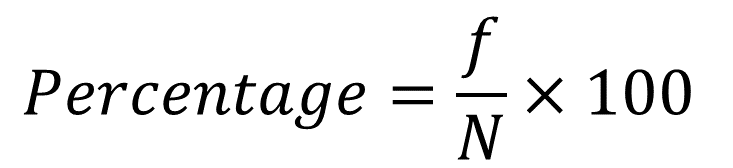 Percentage = f/N × 100